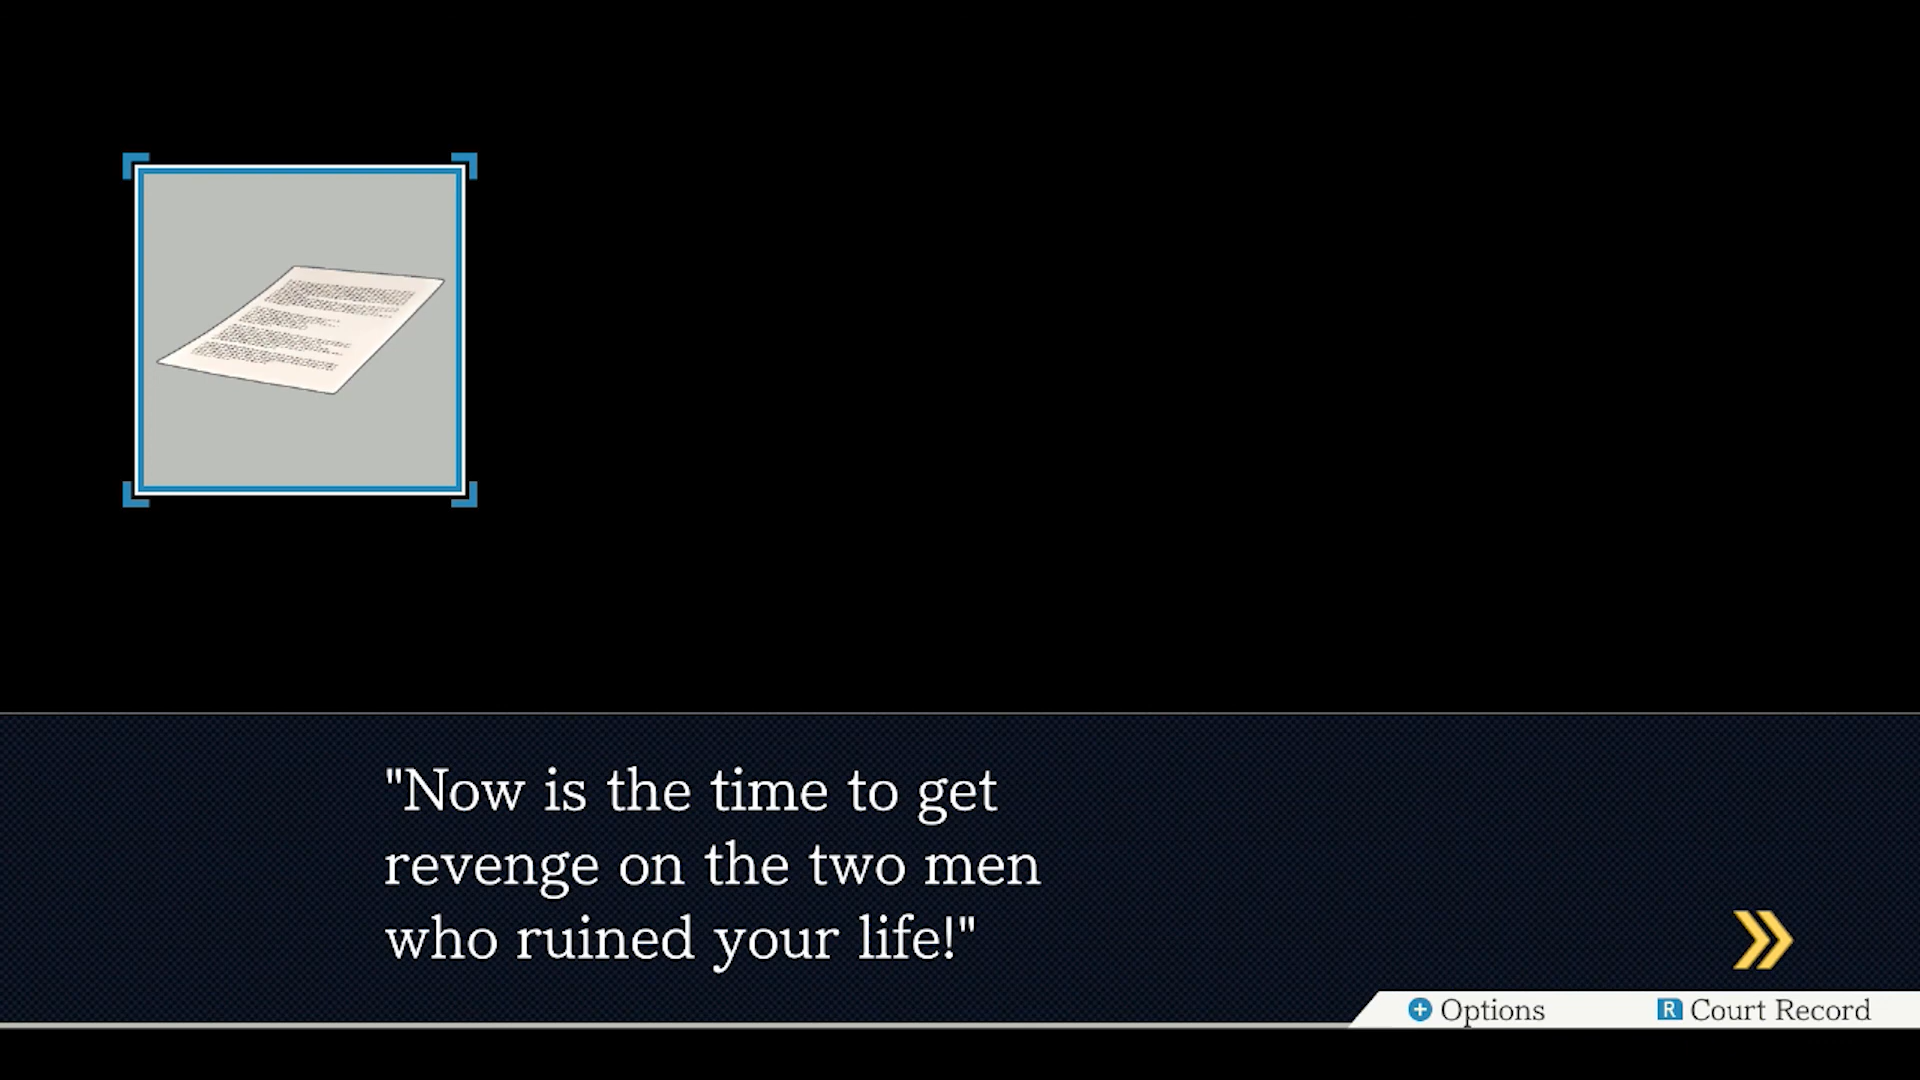 "Now is the time to get
revenge on the two men
who ruined your life!"
+ Options
R Court Record